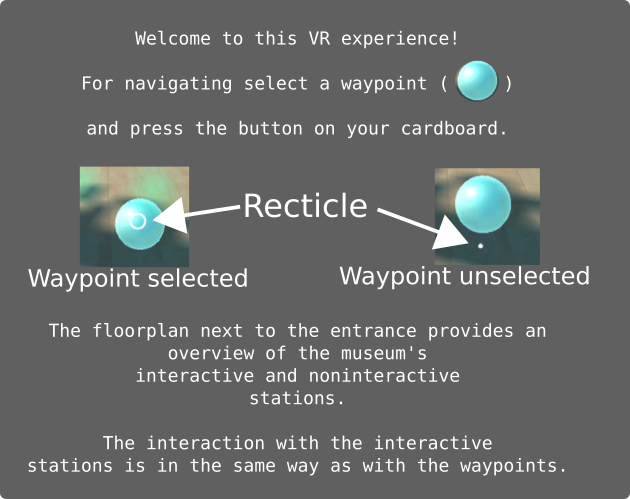 Welcome to this VR experience!
For navigating select a waypoint ( )
and press the button on your cardboard.
Recticle
Waypoint selected
Waypoint unselected
The floorplan next to the entrance provides an
overview of the museum's
interactive and noninteractive
stations.
The interaction with the interactive
stations is in the same way as with the waypoints.